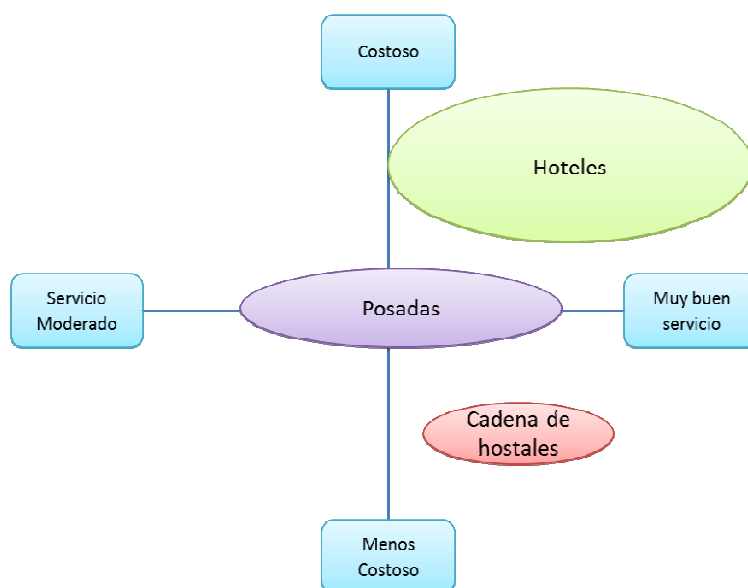 Costoso
Hoteles
Servicio
Moderado
Posadas
Muy buen
servicio
Cadena de
hostales
Menos
Costoso